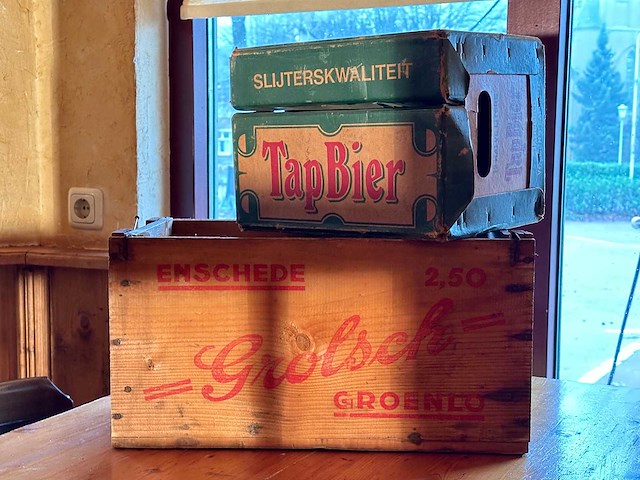 SLIJTERSKWALITEIT
TapBier
ENSCHEDE 2,50
Grolsch
GROENLO